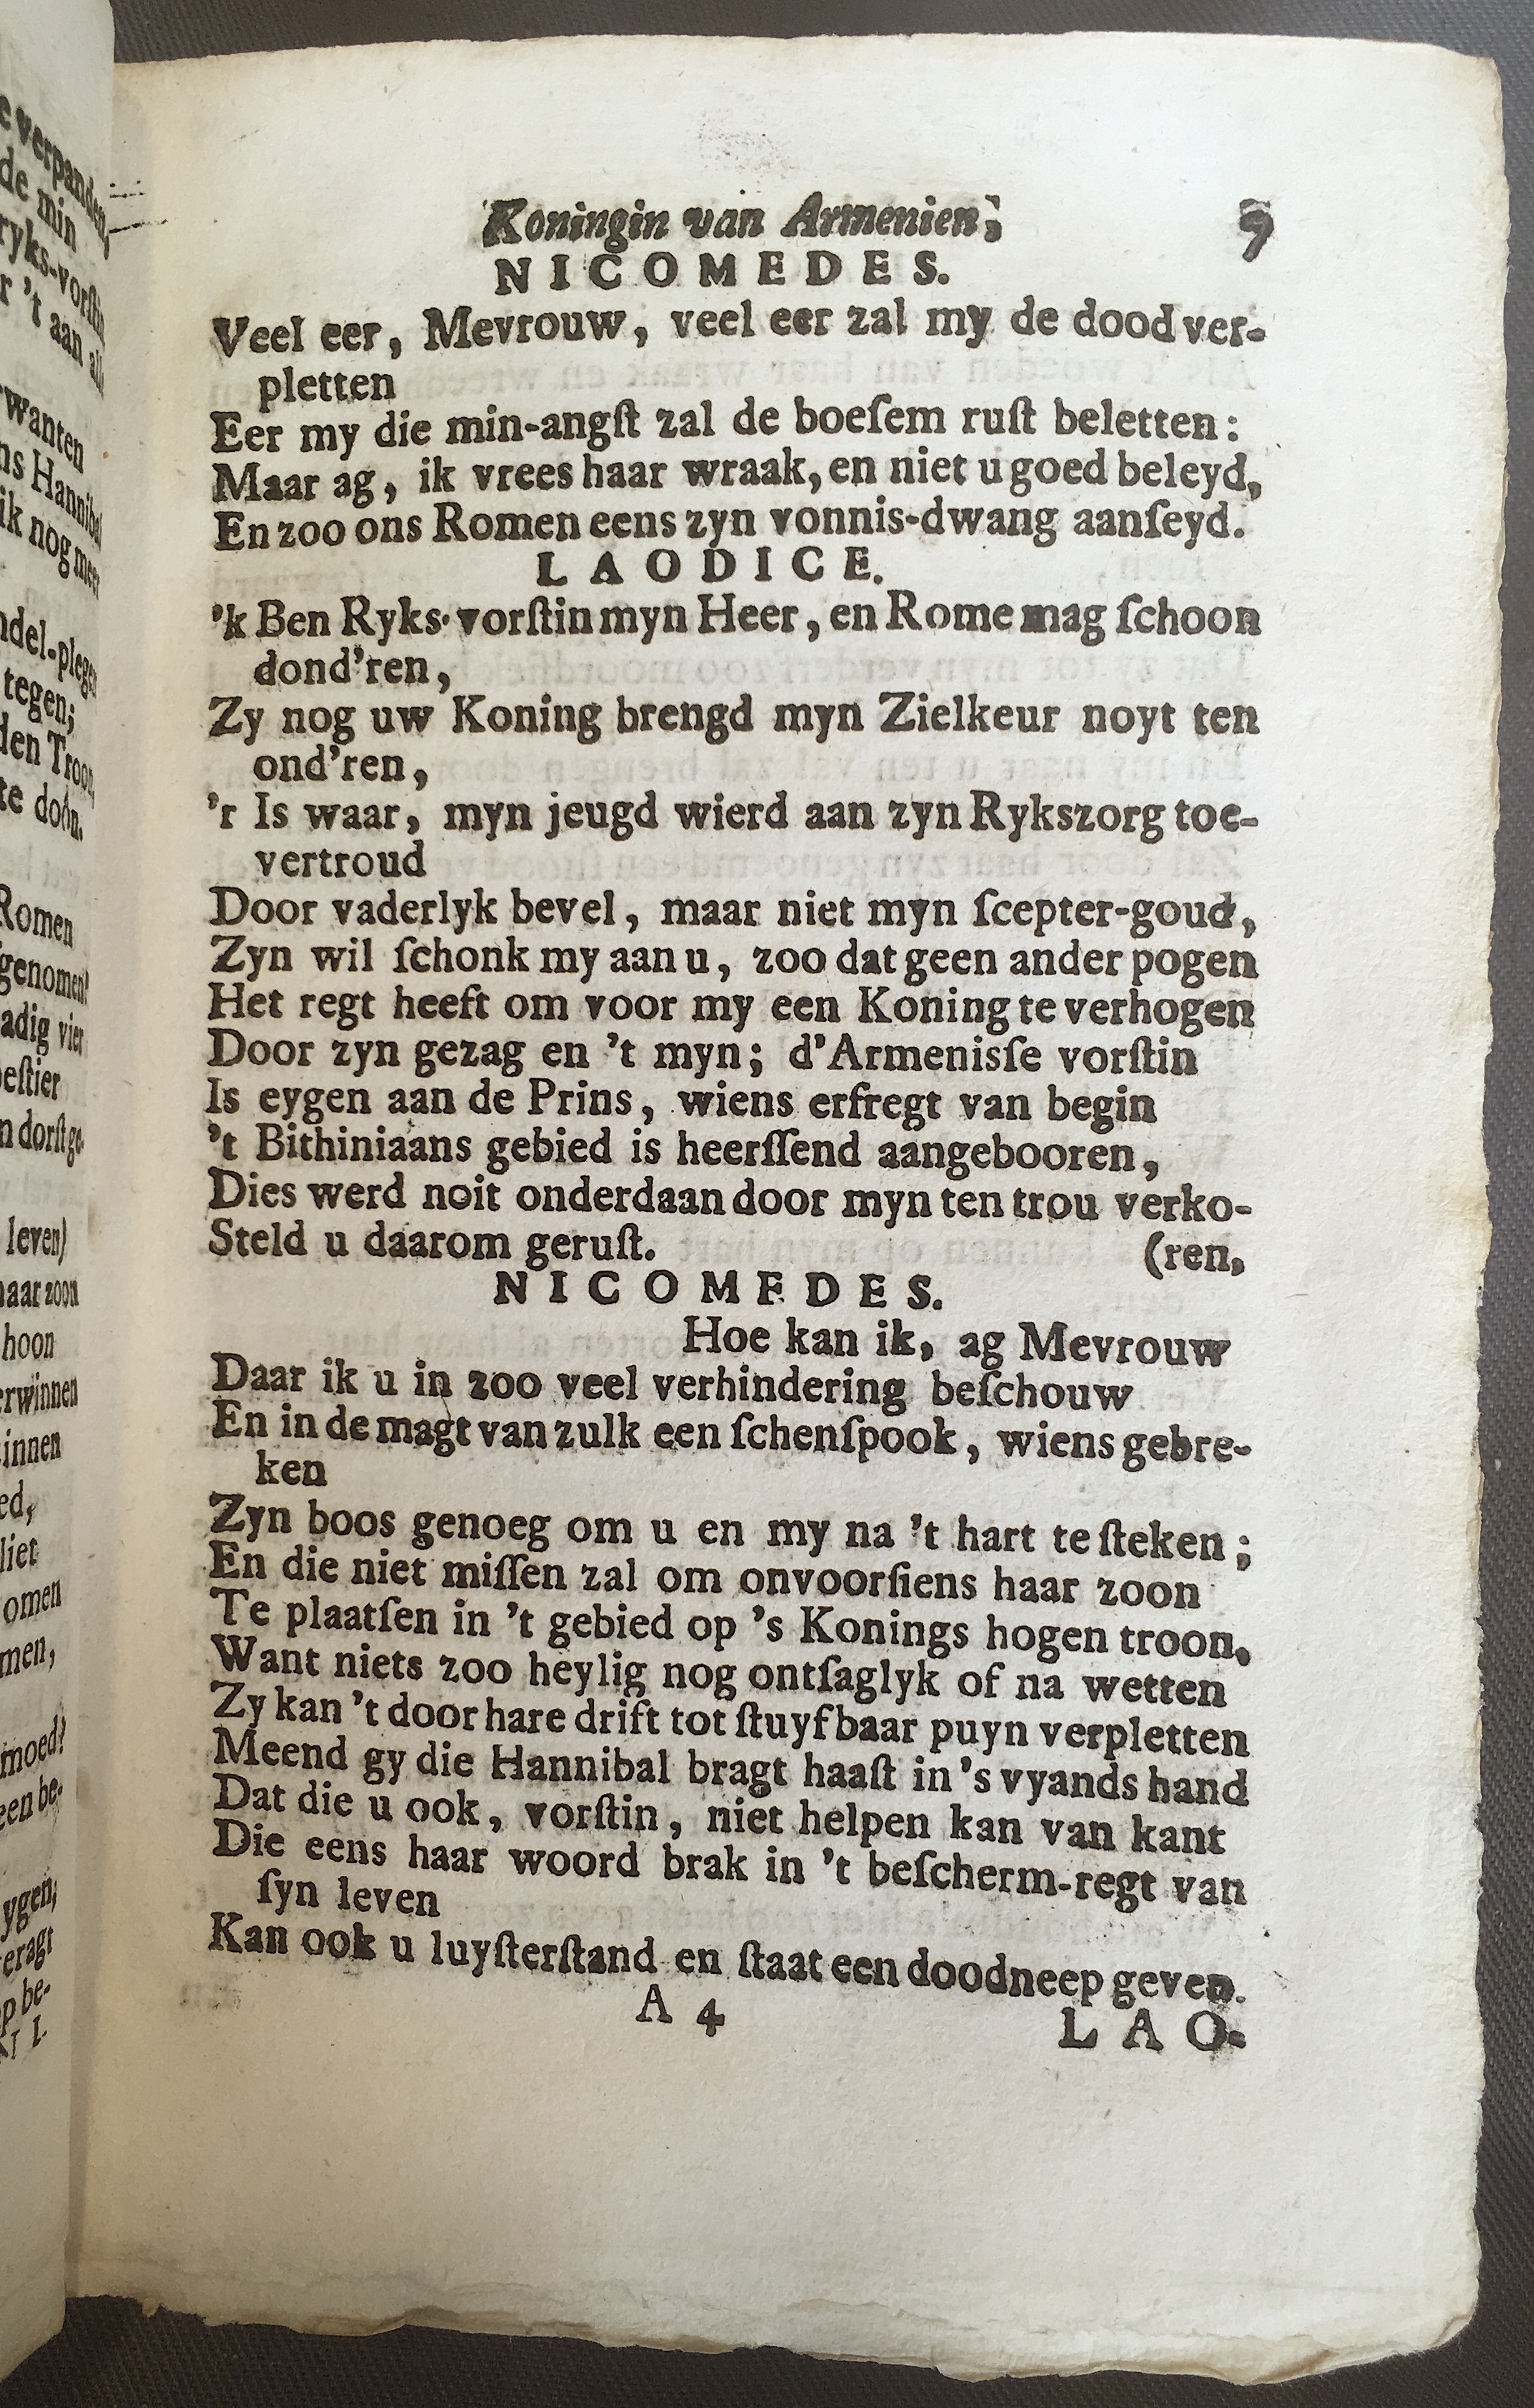 Koningin van Armenien; 9
NICOMEDES.
Veel eer, Mevrouw, veel eer zal my de dood ver-
pletten
Eer my die min-angſt zal de boeſem ruſt beletten:
Maar ag, ik vrees haar wraak, en niet u goed beleyd,
En zoo ons Romen eens zyn vonnis-dwang aanſeyd.
LAODICE.
'k Ben Ryks-vorſtin myn Heer, en Rome mag ſchoon
dond'ren,
Zy nog uw Koning brengd myn Zielkeur noyt ten
ond'ren,
'r Is waar, myn jeugd wierd aan zyn Rykszorg toe-
vertroud
Door vaderlyk bevel, maar niet myn ſcepter-goud,
Zyn wil ſchonk my aan u, zoo dat geen ander pogen
Het regt heeft om voor my een Koning te verhogen
Door zyn gezag en 't myn; d'Armeniſſe vorſtin
Is eygen aan de Prins, wiens erfregt van begin
't Bithiniaans gebied is heerſſend aangebooren,
Dies werd noit onderdaan door myn ten trou verko-
Steld u daarom geruſt. (ren,
NICOMEDES.
Hoe kan ik, ag Mevrouw
Daar ik u in zoo veel verhindering beſchouw
En in de magt van zulk een ſchenſpook, wiens gebre-
ken
Zyn boos genoeg om u en my na 't hart te ſteken;
En die niet miſſen zal om onvoorſiens haar zoon
Te plaatſen in 't gebied op 's Konings hogen troon,
Want niets zoo heylig nog ontſaglyk of na wetten
Zy kan 't door hare drift tot ſtuyfbaar puyn verpletten
Meend gy die Hannibal bragt haaſt in 's vyands hand
Dat die u ook, vorſtin, niet helpen kan van kant
Die eens haar woord brak in 't beſcherm-regt van
ſyn leven
Kan ook u luyſterſtand en ſtaat een doodneep geven.
A 4 LAO-